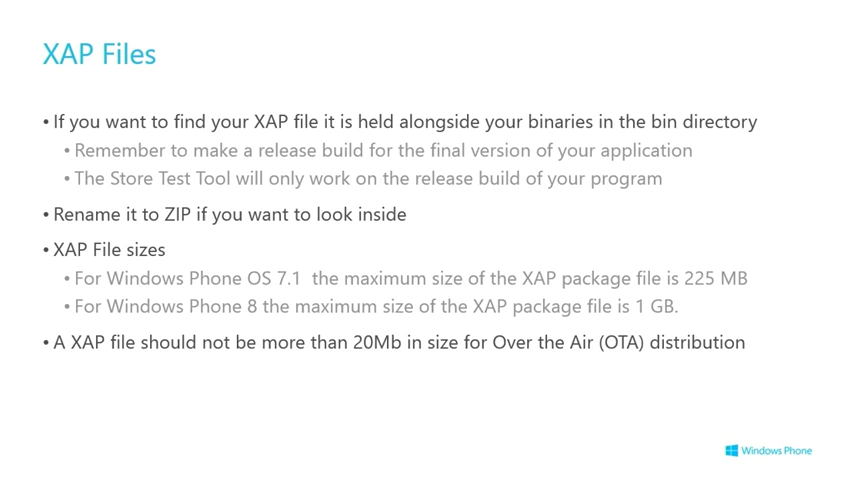 XAP Files
• If you want to find your XAP file it is held alongside your binaries in the bin directory
• Remember to make a release build for the final version of your application
• The Store Test Tool will only work on the release build of your program
• Rename it to ZIP if you want to look inside
• XAP File sizes
• For Windows Phone OS 7.1  the maximum size of the XAP package file is 225 MB
• For Windows Phone 8 the maximum size of the XAP package file is 1 GB.
• A XAP file should not be more than 20Mb in size for Over the Air (OTA) distribution
Windows Phone